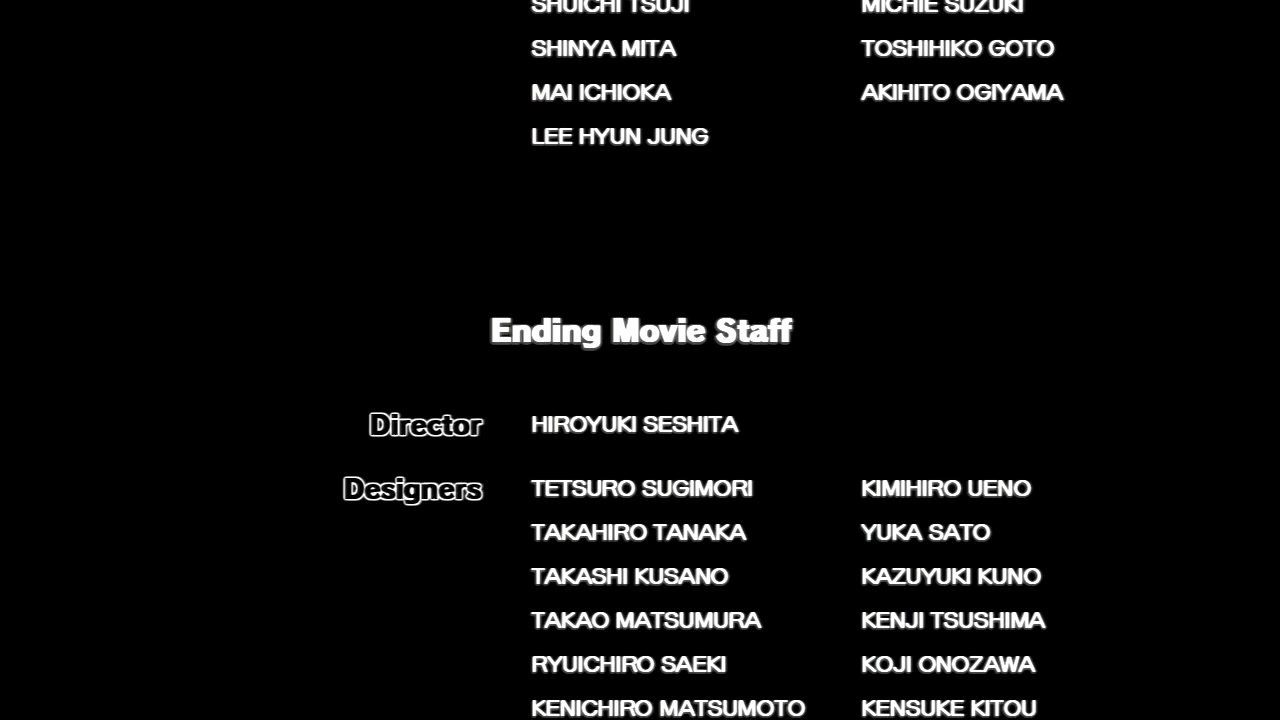 SHUICHI TSUJI MICHIE SUZUKI
SHINYA MITA TOSHIHIKO GOTO
MAI ICHIOKA AKIHITO OGIYAMA
LEE HYUN JUNG
Ending Movie Staff
Director HIROYUKI SESHITA
Designers TETSURO SUGIMORI KIMIHIRO UENO
TAKAHIRO TANAKA YUKA SATO
TAKASHI KUSANO KAZUYUKI KUNO
TAKAO MATSUMURA KENJI TSUSHIMA
RYUICHIRO SAEKI KOJI ONOZAWA
KENICHIRO MATSUMOTO KENSUKE KITOU